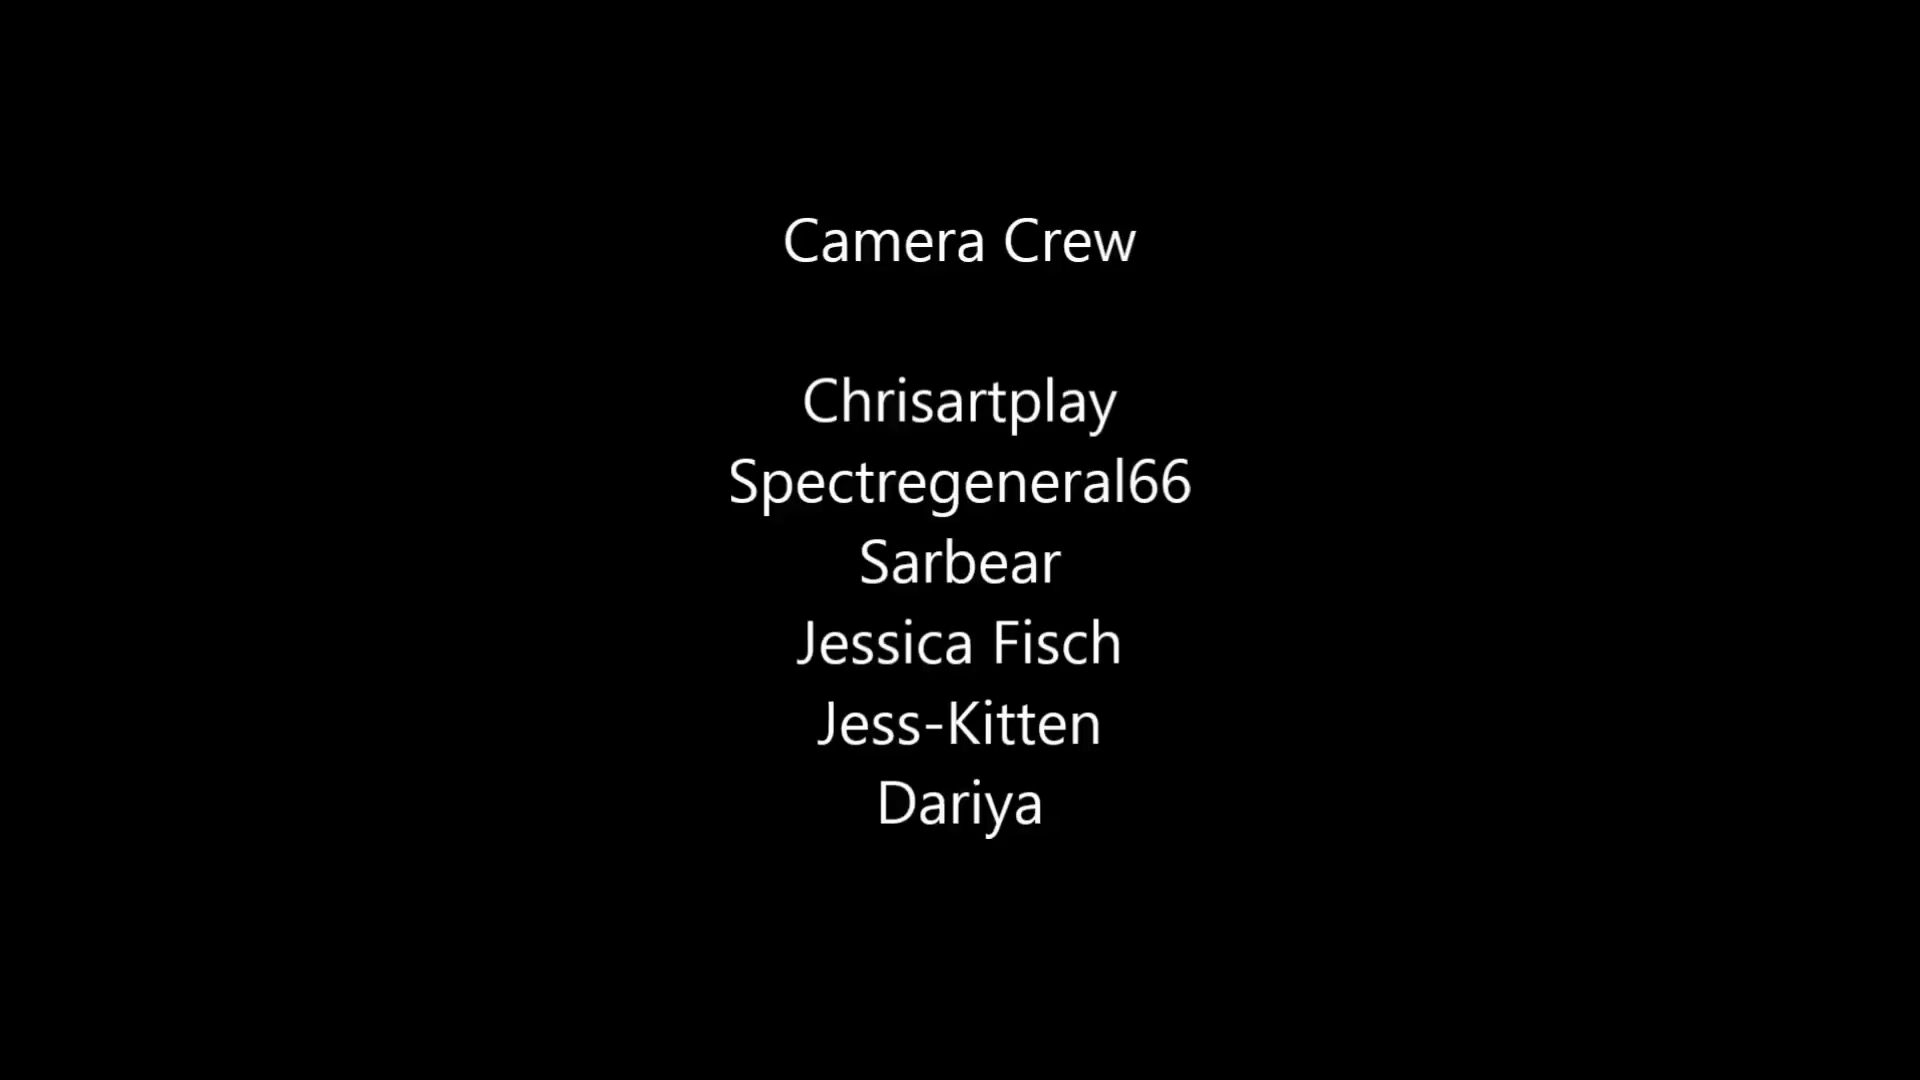 Camera Crew
Chrisartplay
Spectregeneral66
Sarbear
Jessica Fisch
Jess-Kitten
Dariya